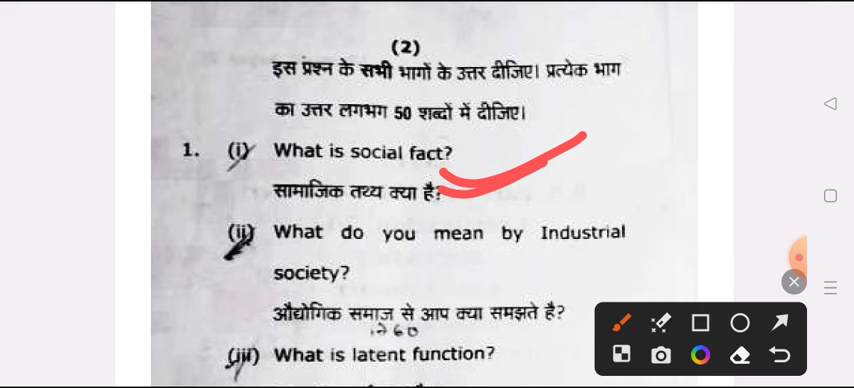 (2)
इस प्रश्न के सभी भागों के उत्तर दीजिए। प्रत्येक भाग
का उत्तर लगभग 50 शब्दों में दीजिए।
1. (i) What is social fact?
सामाजिक तथ्य क्या है?
(ii) What do you mean by Industrial
society?
औद्योगिक समाज से आप क्या समझते है?
1760
(iii) What is latent function?